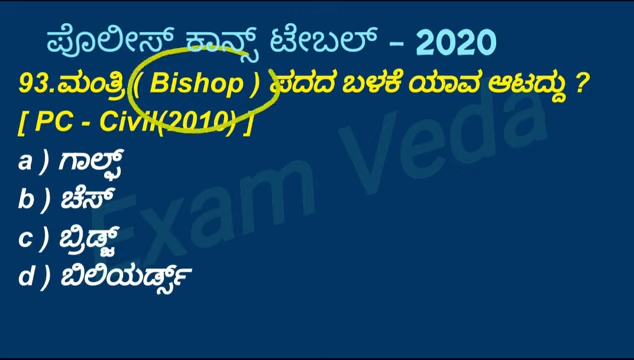 ಪೊಲೀಸ್ ಕಾನ್ಸ್ ಟೇಬಲ್ – 2020
93.ಮಂತ್ರಿ ( Bishop ) ಪದದ ಬಳಕೆ ಯಾವ ಆಟದ್ದು ?
[ PC - Civil(2010) ]
a ) ಗಾಲ್ಫ್
b ) ಚೆಸ್
c ) ಬ್ರಿಡ್ಜ್
d ) ಬಿಲಿಯರ್ಡ್ಸ್
Exam Veda